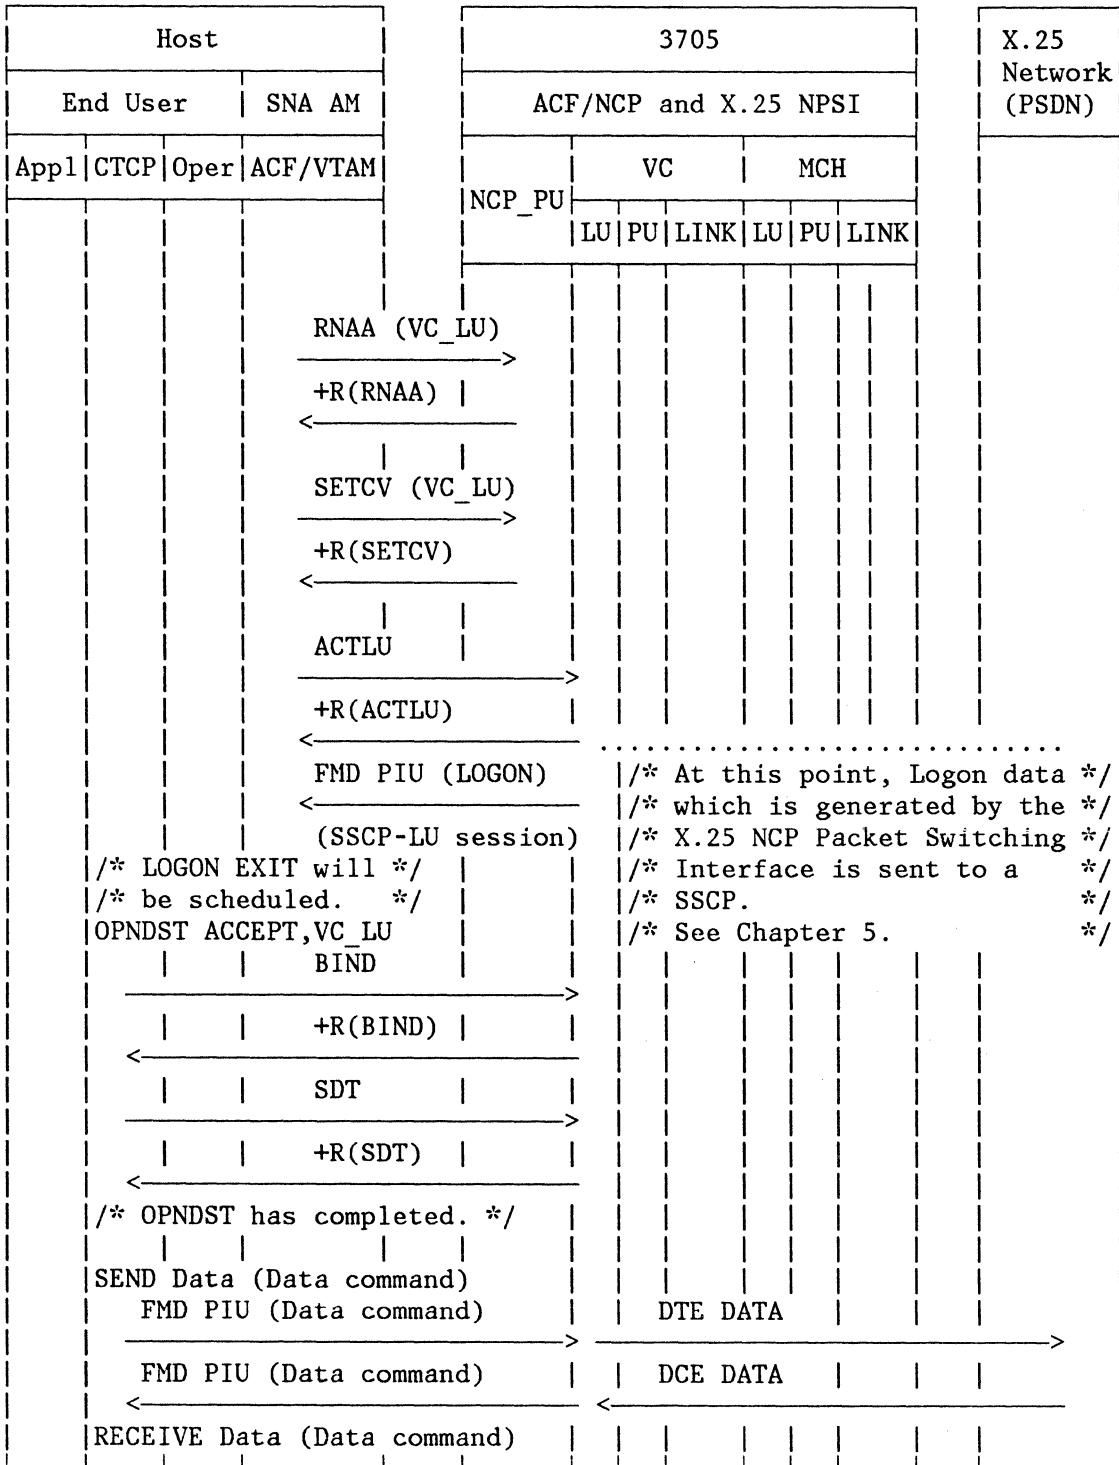 Host 3705 X.25
Network
End User SNA AM ACF/NCP and X.25 NPSI (PSDN)
Appl CTCP Oper ACF/VTAM VC MCH
NCP_PU
LU PU LINK LU PU LINK
RNAA (VC_LU)
+R(RNAA)
SETCV (VC_LU)
+R(SETCV)
ACTLU
+R(ACTLU)
FMD PIU (LOGON) /* At this point, Logon data */
/* which is generated by the */
(SSCP-LU session) /* X.25 NCP Packet Switching */
/* LOGON EXIT will */ /* Interface is sent to a */
/* be scheduled. */ /* SSCP. */
OPNDST ACCEPT,VC_LU /* See Chapter 5. */
BIND
+R(BIND)
SDT
+R(SDT)
/* OPNDST has completed. */
SEND Data (Data command)
FMD PIU (Data command) DTE DATA
FMD PIU (Data command) DCE DATA
RECEIVE Data (Data command)